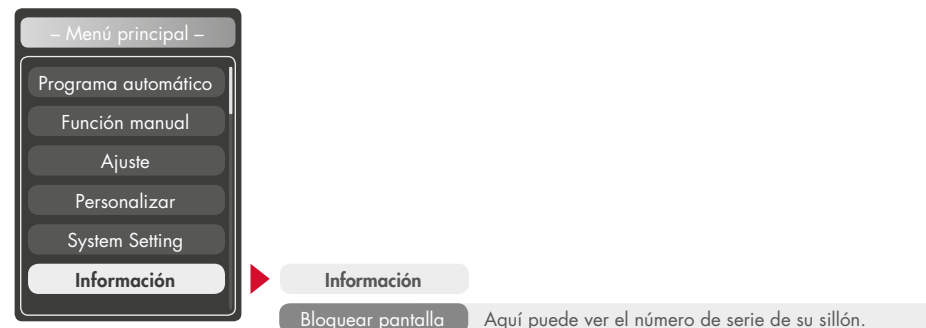 – Menú principal –
Programa automático
Función manual
Ajuste
Personalizar
System Setting
Información
Información
Bloquear pantalla Aquí puede ver el número de serie de su sillón.